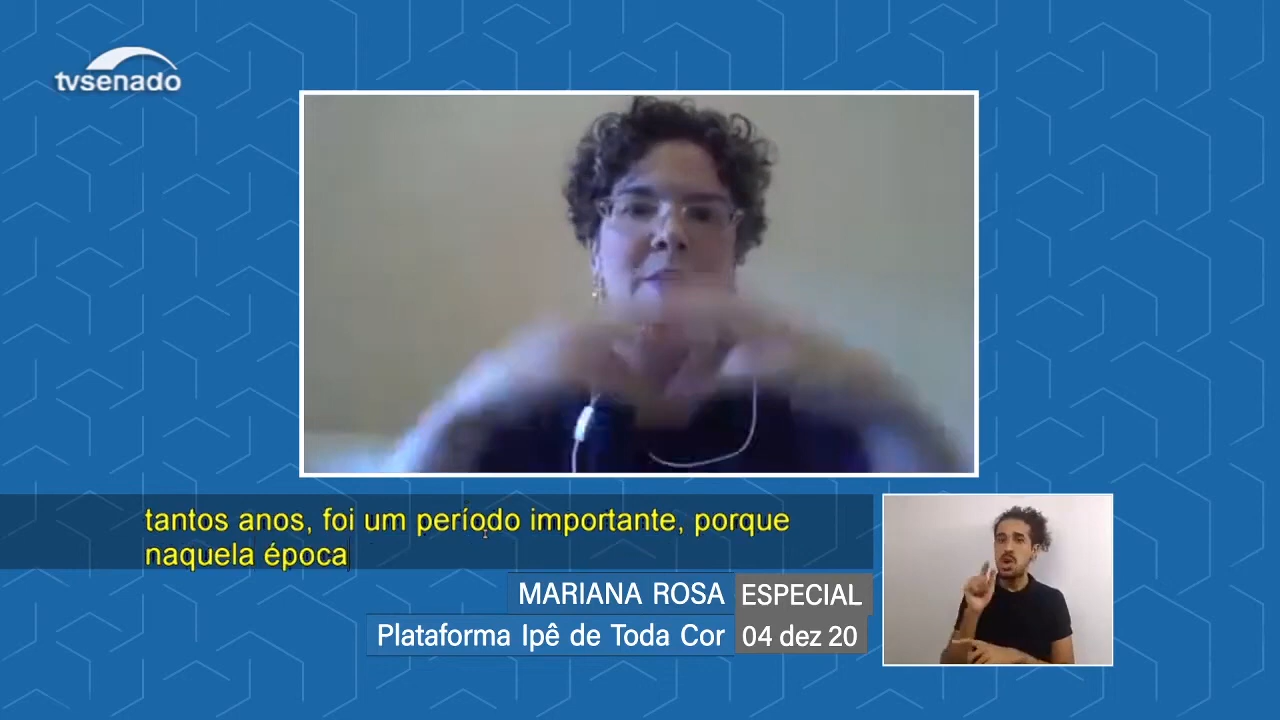 tvsenado
tantos anos, foi um período importante, porque
naquela época
MARIANA ROSA ESPECIAL
Plataforma Ipê de Toda Cor 04 dez 20